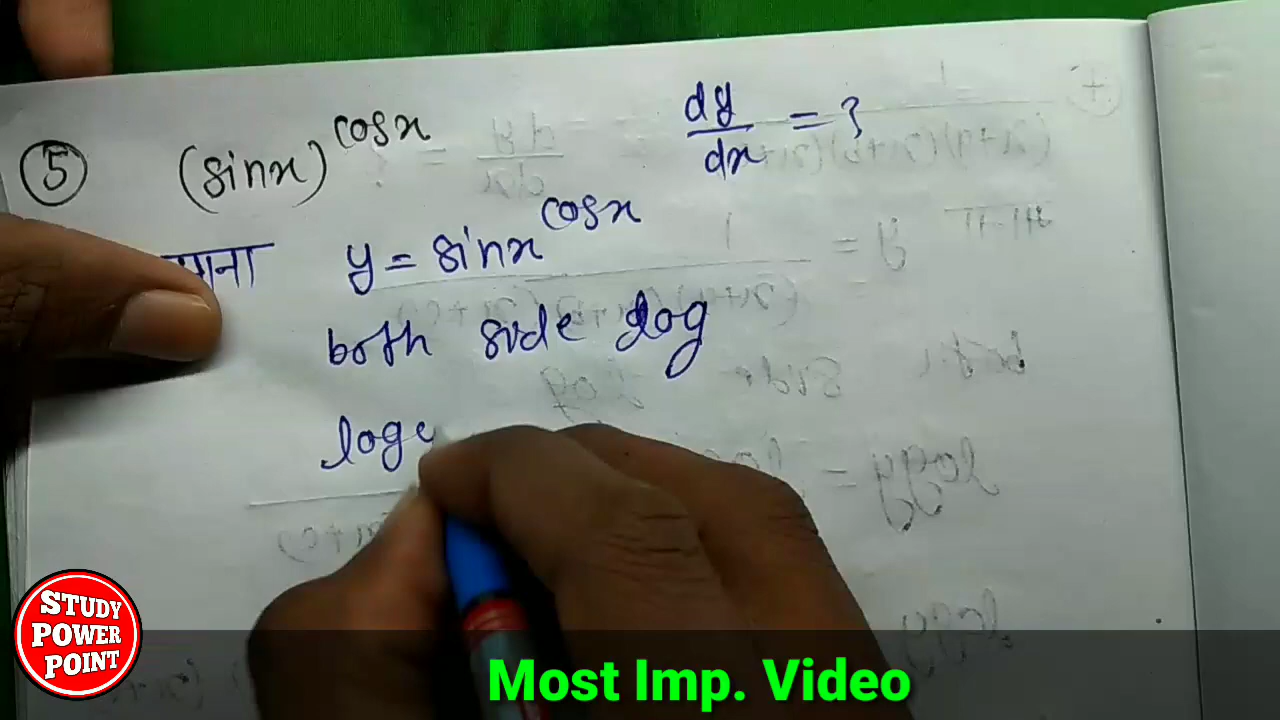 ⑤ (sinx)^cosx dy/dx = ?
माना y = sinx^cosx
both side log
log
STUDY
POWER
POINT
Most Imp. Video